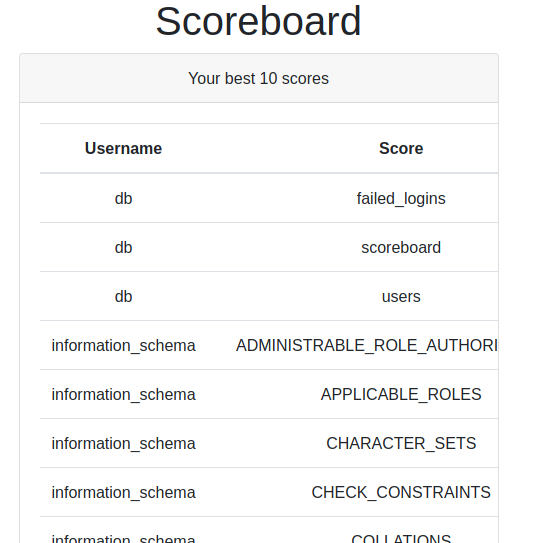 Scoreboard
Your best 10 scores
Username Score
db failed_logins
db scoreboard
db users
information_schema ADMINISTRABLE_ROLE_AUTHORI
information_schema APPLICABLE_ROLES
information_schema CHARACTER_SETS
information_schema CHECK_CONSTRAINTS
information_schema COLLATIONS